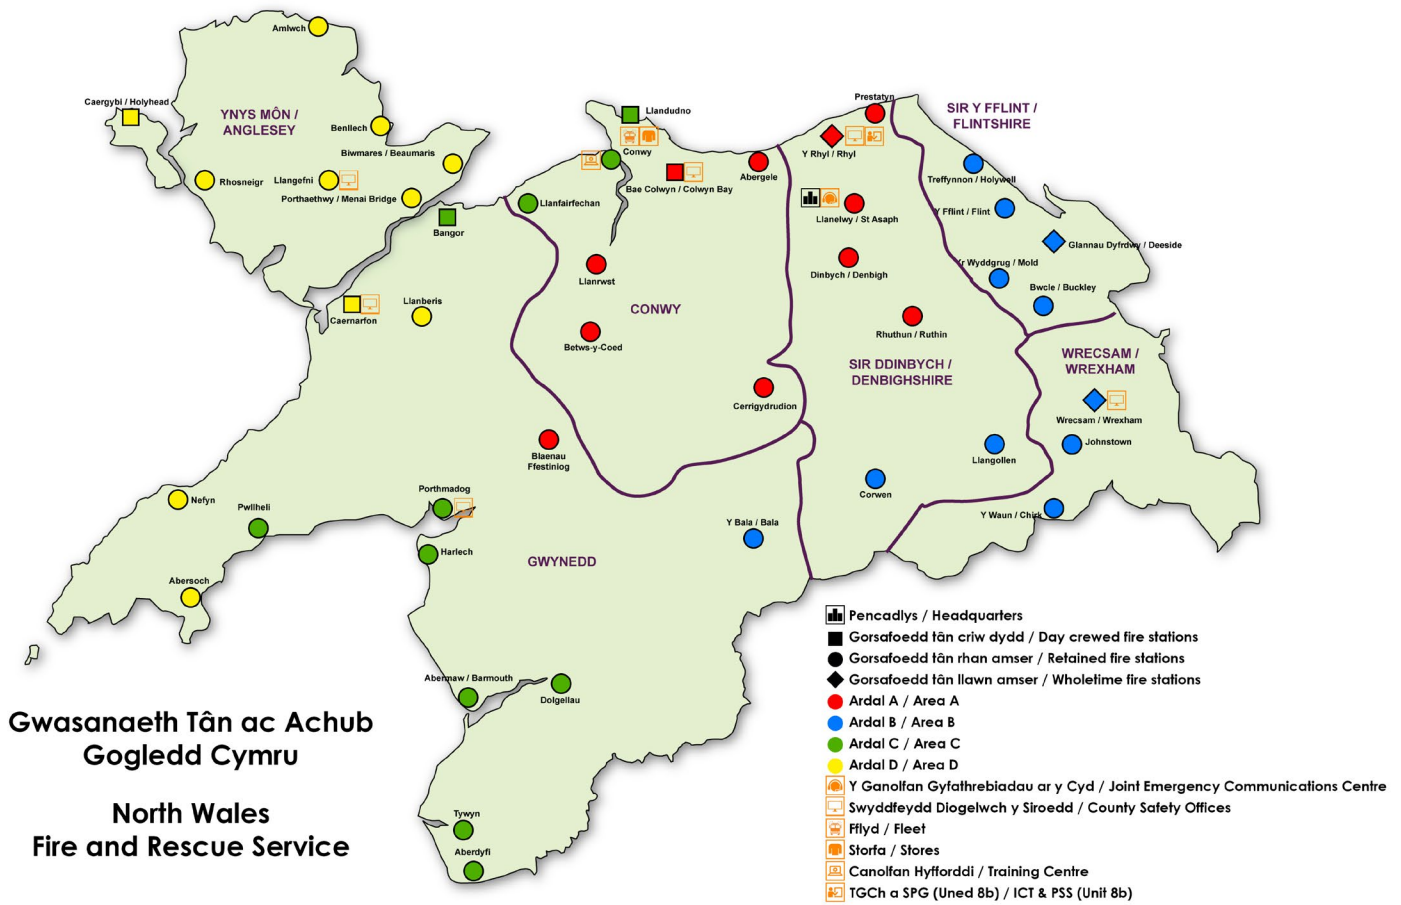 Amlwch
Caergybi / Holyhead
YNYS MÔN /
ANGLESEY
Benllech
Biwmares / Beaumaris
Rhosneigr
Llangefni
Porthaethwy / Menai Bridge
Bangor
Caernarfon
Llanberis
Llandudno
Conwy
Llanfairfechan
Bae Colwyn / Colwyn Bay
Abergele
Llanrwst
CONWY
Betws-y-Coed
Cerrigydrudion
Prestatyn
Y Rhyl / Rhyl
Llanelwy / St Asaph
Dinbych / Denbigh
Rhuthun / Ruthin
SIR DDINBYCH /
DENBIGHSHIRE
SIR Y FFLINT /
FLINTSHIRE
Treffynnon / Holywell
Y Fflint / Flint
Glannau Dyfrdwy / Deeside
Yr Wyddgrug / Mold
Bwcle / Buckley
WRECSAM /
WREXHAM
Wrecsam / Wrexham
Johnstown
Llangollen
Corwen
Y Waun / Chirk
Blaenau
Ffestiniog
Nefyn
Pwllheli
Porthmadog
Harlech
Abersoch
Y Bala / Bala
GWYNEDD
Abermaw / Barmouth
Dolgellau
Tywyn
Aberdyfi
Gwasanaeth Tân ac Achub
Gogledd Cymru
North Wales
Fire and Rescue Service
Pencadlys / Headquarters
Gorsafoedd tân criw dydd / Day crewed fire stations
Gorsafoedd tân rhan amser / Retained fire stations
Gorsafoedd tân llawn amser / Wholetime fire stations
Ardal A / Area A
Ardal B / Area B
Ardal C / Area C
Ardal D / Area D
Y Ganolfan Gyfathrebiadau ar y Cyd / Joint Emergency Communications Centre
Swyddfeydd Diogelwch y Siroedd / County Safety Offices
Fflyd / Fleet
Storfa / Stores
Canolfan Hyfforddi / Training Centre
TGCh a SPG (Uned 8b) / ICT & PSS (Unit 8b)